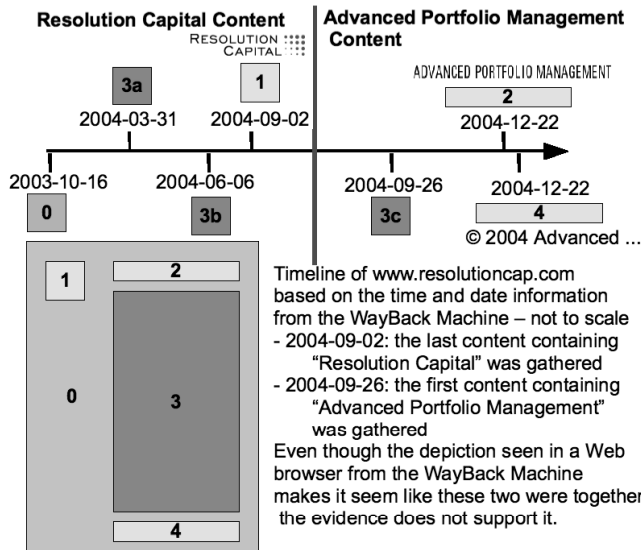 Resolution Capital Content
Advanced Portfolio Management
Content
RESOLUTION
CAPITAL
3a
1
2004-03-31
2004-09-02
ADVANCED PORTFOLIO MANAGEMENT
2
2004-12-22
2003-10-16
2004-06-06
2004-09-26
2004-12-22
0
3b
3c
4
© 2004 Advanced ...
1
2
0
3
4
Timeline of www.resolutioncap.com
based on the time and date information
from the WayBack Machine – not to scale
- 2004-09-02: the last content containing
“Resolution Capital” was gathered
- 2004-09-26: the first content containing
“Advanced Portfolio Management”
was gathered
Even though the depiction seen in a Web
browser from the WayBack Machine
makes it seem like these two were together
the evidence does not support it.